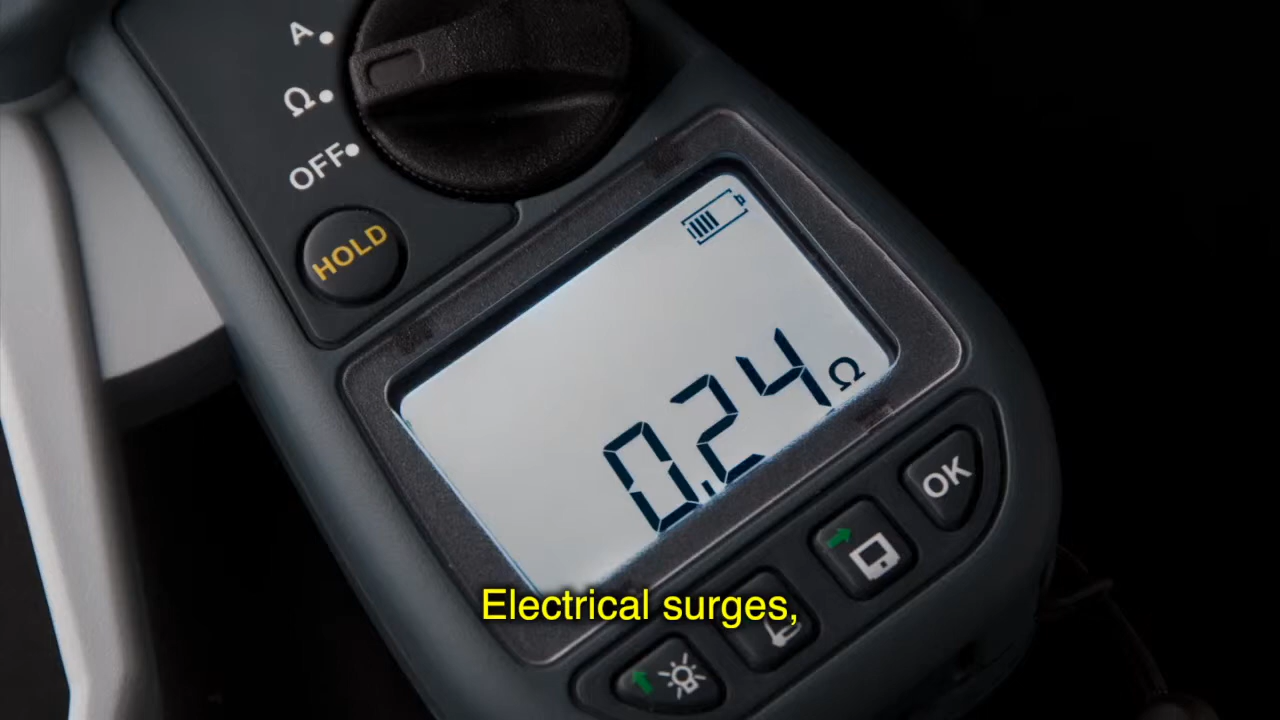 A
Ω
OFF
HOLD
0.24 Ω
OK
Electrical surges,